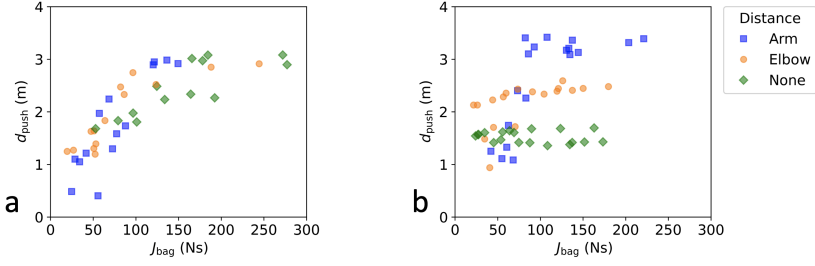 a
4
3
2
1
0
d_push (m)
0 50 100 150 200 250 300
J_bag (Ns)
b
4
3
2
1
0
d_push (m)
0 50 100 150 200 250 300
J_bag (Ns)
Distance
Arm
Elbow
None